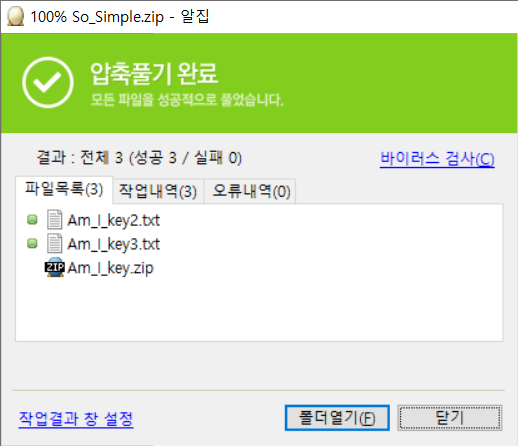 100% So_Simple.zip - 알집
압축풀기 완료
모든 파일을 성공적으로 풀었습니다.
결과 : 전체 3 (성공 3 / 실패 0)
바이러스 검사(C)
파일목록(3) 작업내역(3) 오류내역(0)
Am_I_key2.txt
Am_I_key3.txt
ZIP Am_I_key.zip
작업결과 창 설정
폴더열기(F) 닫기